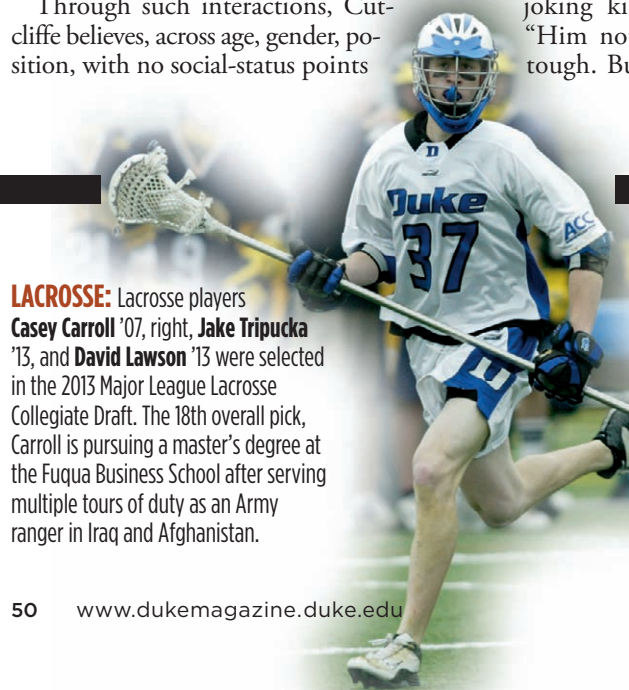 Through such interactions, Cut-
cliffe believes, across age, gender, po-
sition, with no social-status points
joking
“Him
tough.
D
Duke
37
ACC
D
LACROSSE: Lacrosse players
Casey Carroll ’07, right, Jake Tripucka
’13, and David Lawson ’13 were selected
in the 2013 Major League Lacrosse
Collegiate Draft. The 18th overall pick,
Carroll is pursuing a master’s degree at
the Fuqua Business School after serving
multiple tours of duty as an Army
ranger in Iraq and Afghanistan.
50 www.dukemagazine.duke.edu